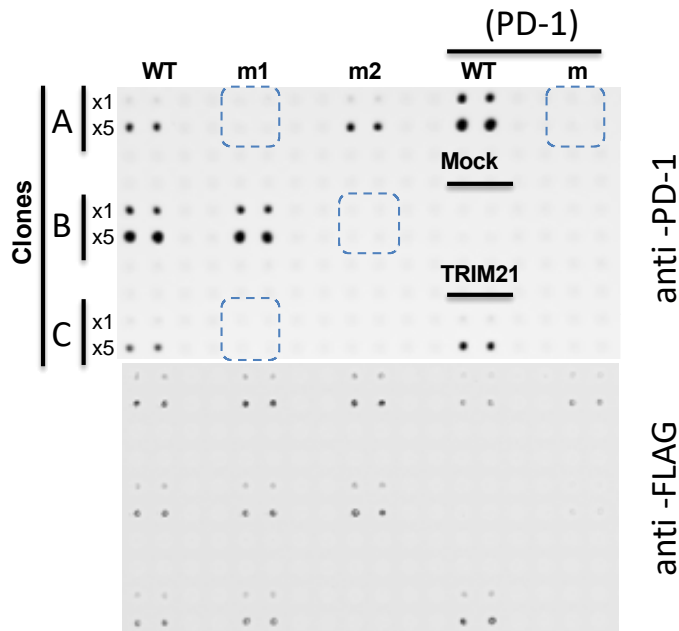 (PD-1)
WT m1 m2 WT m
Clones
A x1
x5
Mock
B x1
x5
TRIM21
C x1
x5
anti -PD-1
anti -FLAG